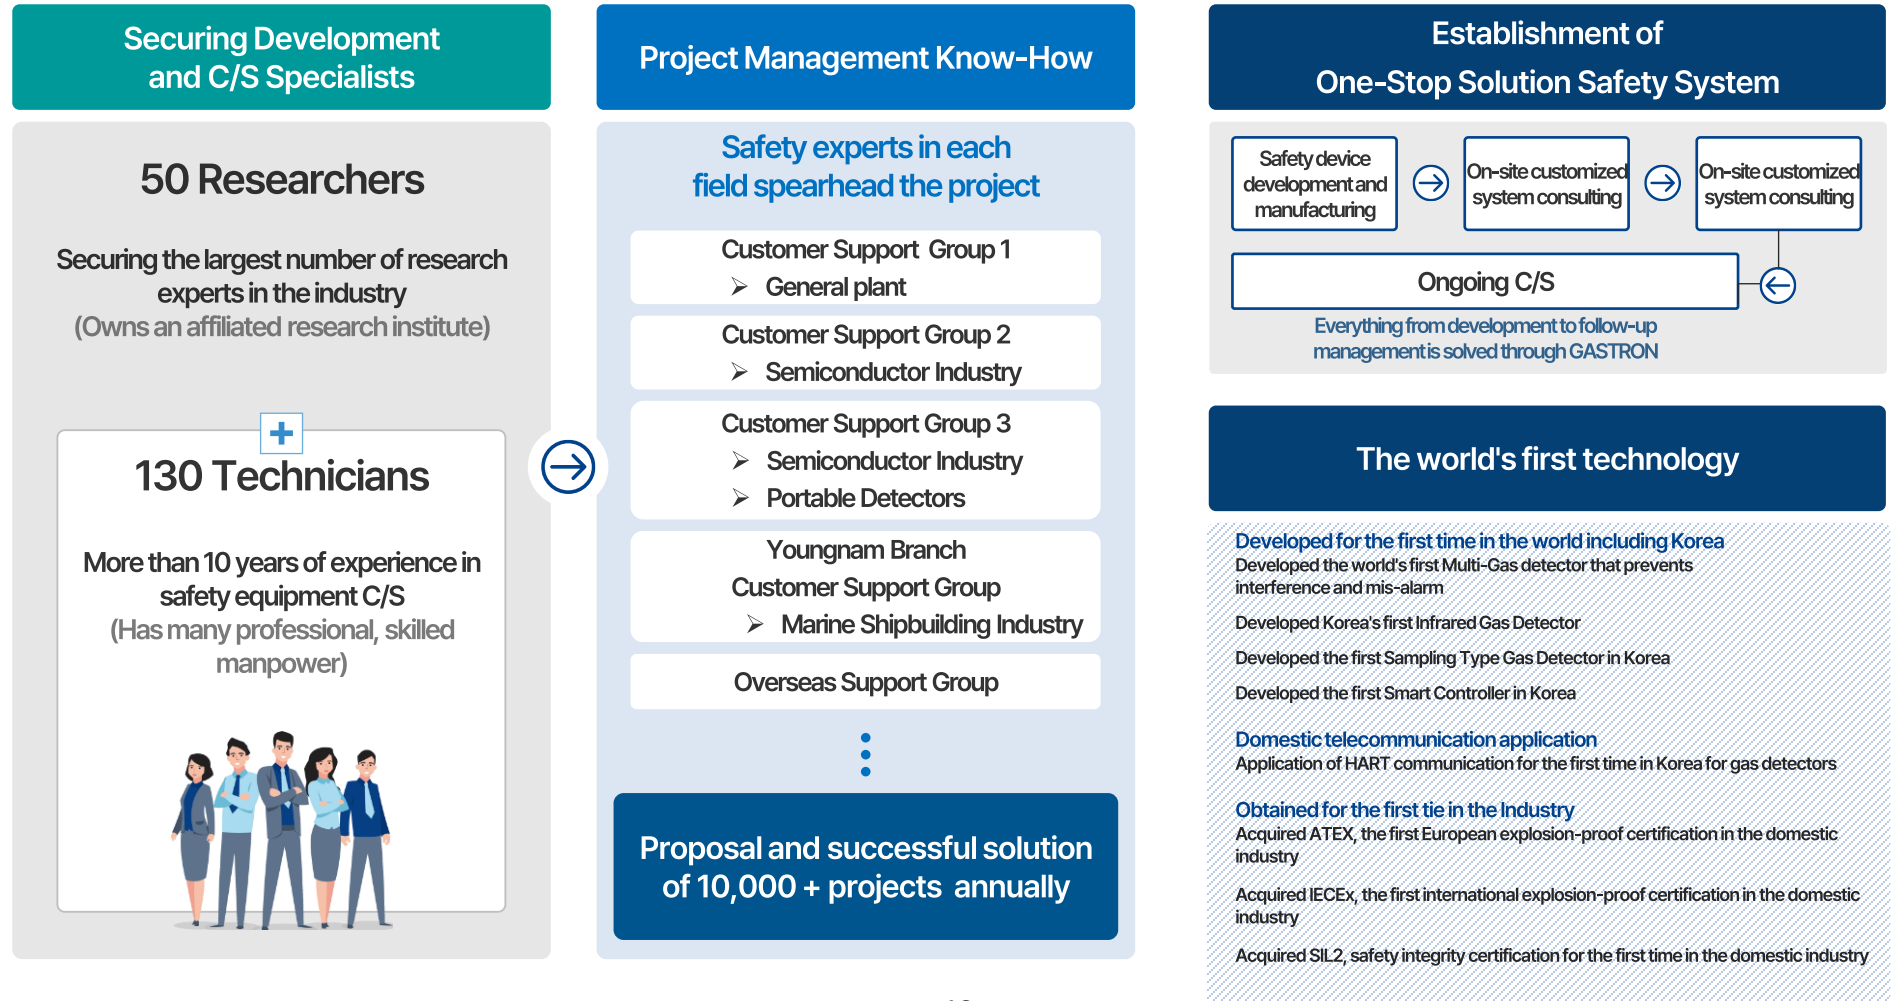 Securing Development
and C/S Specialists
50 Researchers
Securing the largest number of research
experts in the industry
(Owns an affiliated research institute)
130 Technicians
More than 10 years of experience in
safety equipment C/S
(Has many professional, skilled
manpower)
Project Management Know-How
Safety experts in each
field spearhead the project
Customer Support Group 1
➢ General plant
Customer Support Group 2
➢ Semiconductor Industry
Customer Support Group 3
➢ Semiconductor Industry
➢ Portable Detectors
Youngnam Branch
Customer Support Group
➢ Marine Shipbuilding Industry
Overseas Support Group
Proposal and successful solution
of 10,000 + projects annually
Establishment of
One-Stop Solution Safety System
Safety device
development and
manufacturing
On-site customized
system consulting
On-site customized
system consulting
Ongoing C/S
Everything from development to follow-up
management is solved through GASTRON
The world's first technology
Developed for the first time in the world including Korea
Developed the world's first Multi-Gas detector that prevents
interference and mis-alarm
Developed Korea's first Infrared Gas Detector
Developed the first Sampling Type Gas Detector in Korea
Developed the first Smart Controller in Korea
Domestic telecommunication application
Application of HART communication for the first time in Korea for gas detectors
Obtained for the first tie in the Industry
Acquired ATEX, the first European explosion-proof certification in the domestic
industry
Acquired IECEx, the first international explosion-proof certification in the domestic
industry
Acquired SIL2, safety integrity certification for the first time in the domestic industry